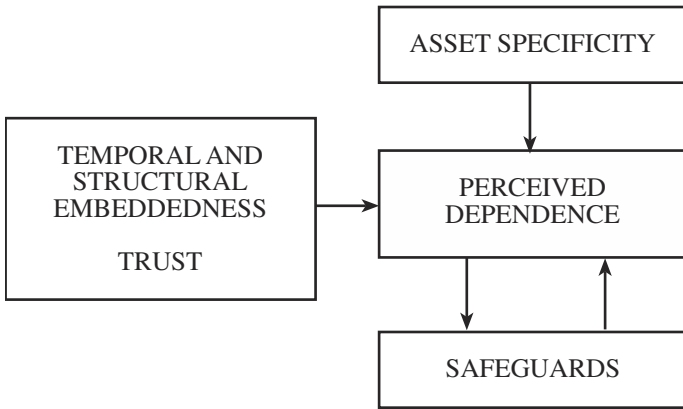 ASSET SPECIFICITY
TEMPORAL AND
STRUCTURAL
EMBEDDEDNESS
TRUST
PERCEIVED
DEPENDENCE
SAFEGUARDS